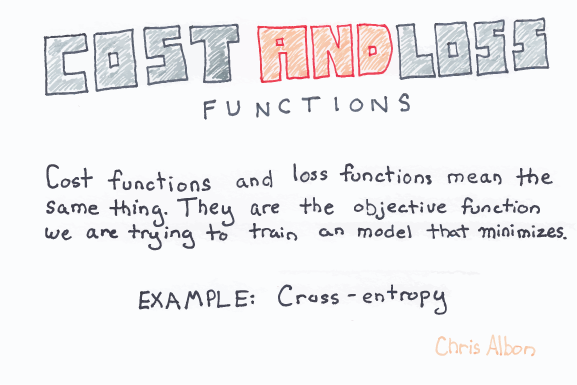 COST AND LOSS
FUNCTIONS
Cost functions and loss functions mean the
same thing. They are the objective function
we are trying to train an model that minimizes.
EXAMPLE: Cross-entropy
Chris Albon